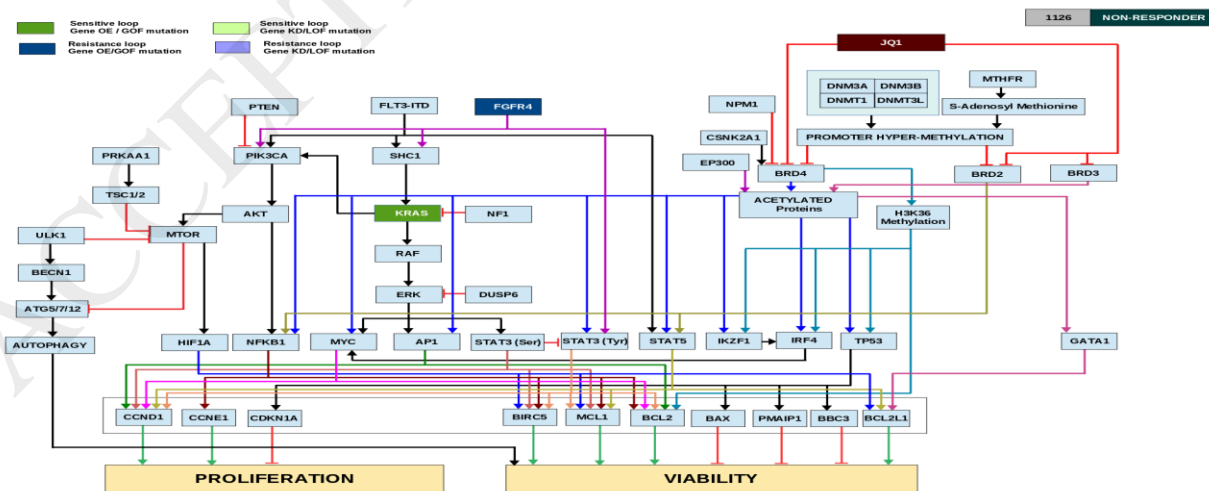 Sensitive loop
Gene OE / GOF mutation
Sensitive loop
Gene KD/LOF mutation
Resistance loop
Gene OE/GOF mutation
Resistance loop
Gene KD/LOF mutation
1126 NON-RESPONDER
JQ1
DNM3A DNM3B
DNMT1 DNMT3L
MTHFR
S-Adenosyl Methionine
PTEN
FLT3-ITD
FGFR4
NPM1
CSNK2A1
PROMOTER HYPER-METHYLATION
PRKAA1
PIK3CA
SHC1
EP300
BRD4
BRD2
BRD3
TSC1/2
AKT
KRAS
NF1
ACETYLATED
Proteins
H3K36
Methylation
ULK1
MTOR
RAF
BECN1
ERK
DUSP6
ATG5/7/12
AUTOPHAGY
HIF1A
NFKB1
MYC
AP1
STAT3 (Ser)
STAT3 (Tyr)
STAT5
IKZF1
IRF4
TP53
GATA1
CCND1
CCNE1
CDKN1A
BIRC5
MCL1
BCL2
BAX
PMAIP1
BBC3
BCL2L1
PROLIFERATION
VIABILITY
ACCEPT